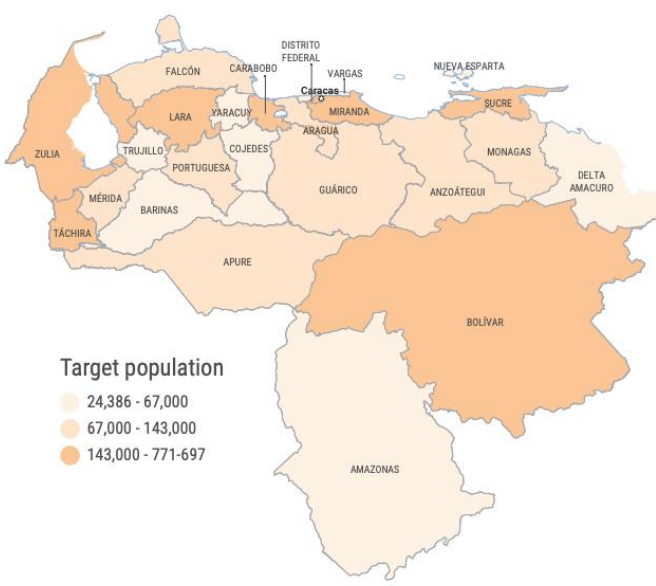 DISTRITO
FEDERAL
FALCÓN
CARABOBO
VARGAS
NUEVA ESPARTA
Caracas
LARA
YARACUY
MIRANDA
SUCRE
ARAGUA
ZULIA
TRUJILLO
COJEDES
MONAGAS
PORTUGUESA
DELTA
AMACURO
MÉRIDA
GUÁRICO
ANZOÁTEGUI
BARINAS
TÁCHIRA
APURE
BOLÍVAR
Target population
24,386 - 67,000
67,000 - 143,000
143,000 - 771-697
AMAZONAS